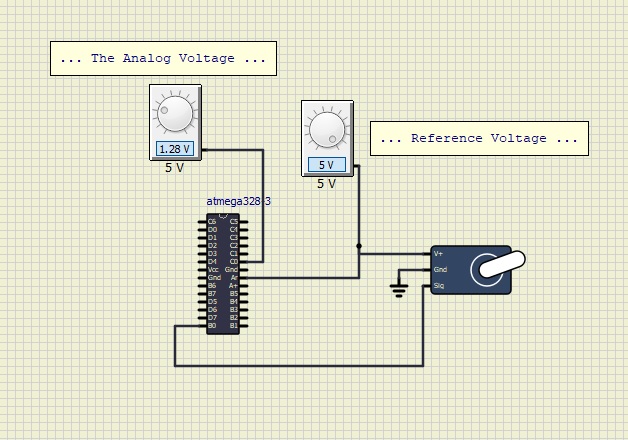 ... The Analog Voltage ...
1.28 V
5 V
5 V
5 V
... Reference Voltage ...
atmega328-3
C6 C5
D0 C4
D1 C3
D2 C2
D3 C1
D4 C0
Vcc Gnd
Gnd Ar
B6 A+
B7 B5
D5 B4
D6 B3
D7 B2
B0 B1
V+
Gnd
Sig